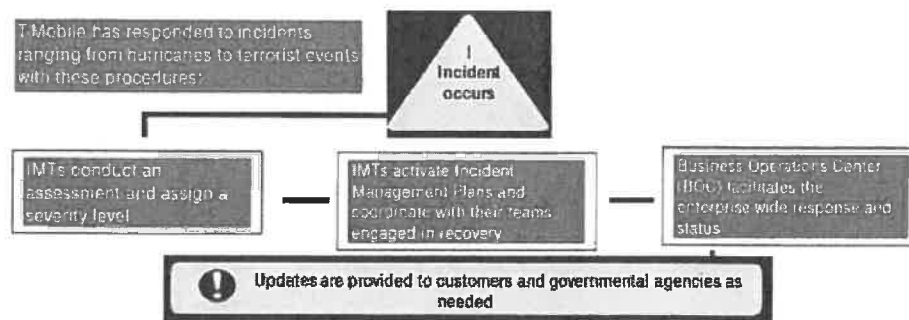 T-Mobile has responded to incidents
ranging from hurricanes to terrorist events
with these procedures:
I
Incident
occurs
IMTs conduct an
assessment and assign a
severity level
IMTs activate Incident
Management Plans and
coordinate with their teams
engaged in recovery
Business Operations Center
(BOC) facilitates the
enterprise-wide response and
status
Updates are provided to customers and governmental agencies as
needed